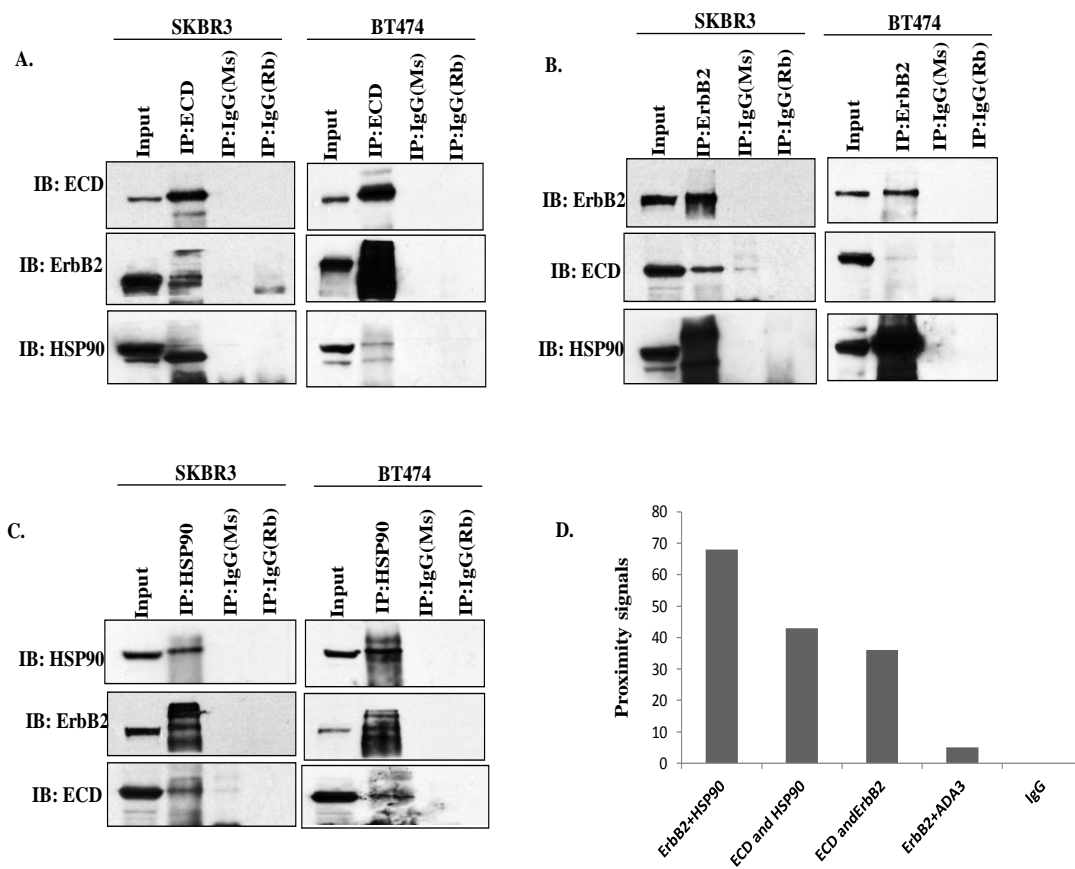 A.
SKBR3
BT474
Input
IP:ECD
IP:IgG(Ms)
IP:IgG(Rb)
Input
IP:ECD
IP:IgG(Ms)
IP:IgG(Rb)
IB: ECD
IB: ErbB2
IB: HSP90
B.
SKBR3
BT474
Input
IP:ErbB2
IP:IgG(Ms)
IP:IgG(Rb)
Input
IP:ErbB2
IP:IgG(Ms)
IP:IgG(Rb)
IB: ErbB2
IB: ECD
IB: HSP90
C.
SKBR3
BT474
Input
IP:HSP90
IP:IgG(Ms)
IP:IgG(Rb)
Input
IP:HSP90
IP:IgG(Ms)
IP:IgG(Rb)
IB: HSP90
IB: ErbB2
IB: ECD
D.
Proximity signals
80
70
60
50
40
30
20
10
0
ErbB2+HSP90
ECD and HSP90
ECD andErbB2
ErbB2+ADA3
IgG